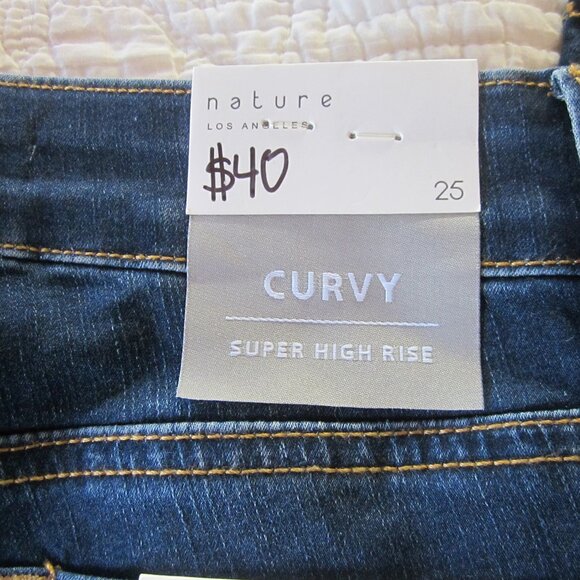 nature
LOS ANGELES
$40
25
CURVY
SUPER HIGH RISE